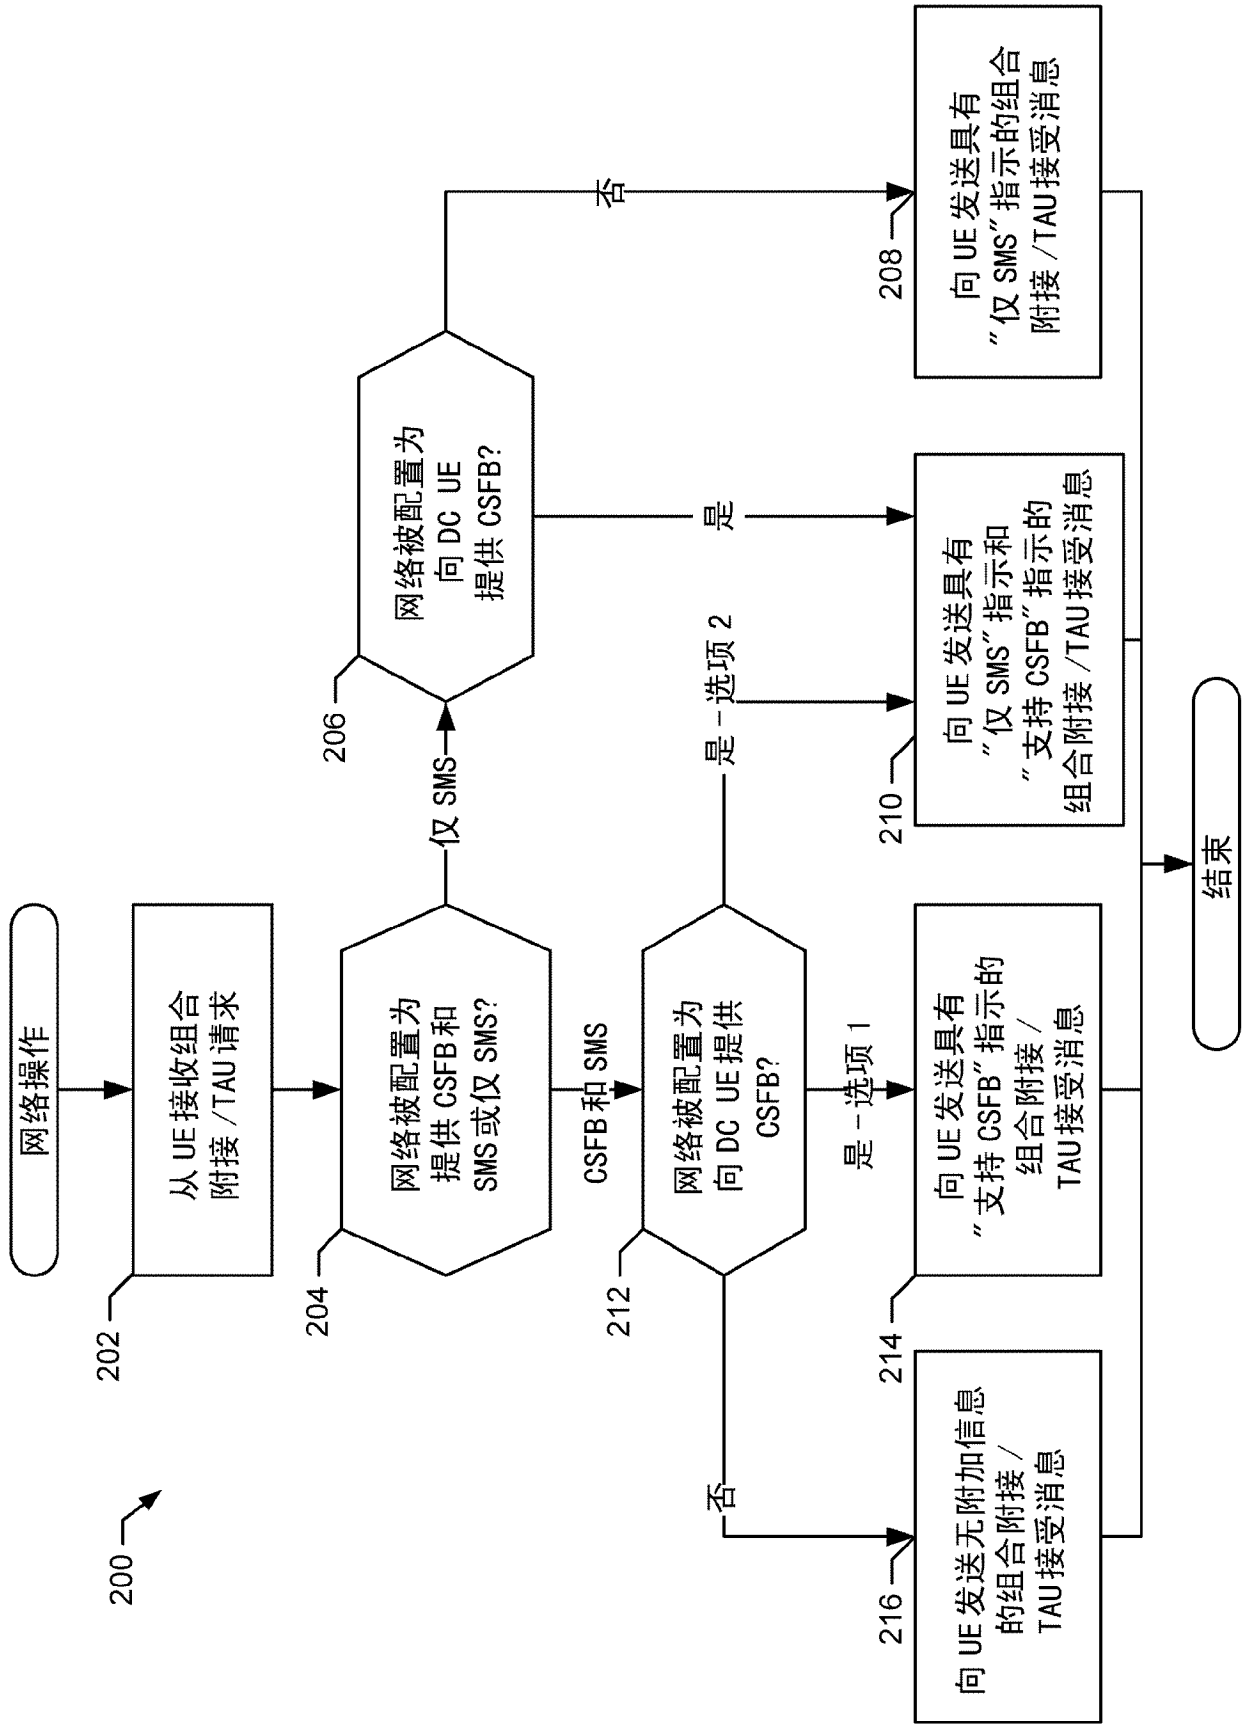 200
网络操作
202
从 UE 接收组合
附接 /TAU 请求
204
网络被配置为
提供 CSFB 和
SMS 或仅 SMS?
仅 SMS
206
网络被配置为
向 DC UE
提供 CSFB?
CSFB 和 SMS
212
网络被配置为
向 DC UE 提供
CSFB?
否
是 - 选项 1
是 - 选项 2
是
否
216
向 UE 发送无附加信息
的组合附接 /
TAU 接受消息
214
向 UE 发送具有
"支持 CSFB"指示的
组合附接 /
TAU 接受消息
210
向 UE 发送具有
"仅 SMS"指示和
"支持 CSFB"指示的
组合附接 /TAU 接受消息
208
向 UE 发送具有
"仅 SMS"指示的组合
附接 /TAU 接受消息
结束